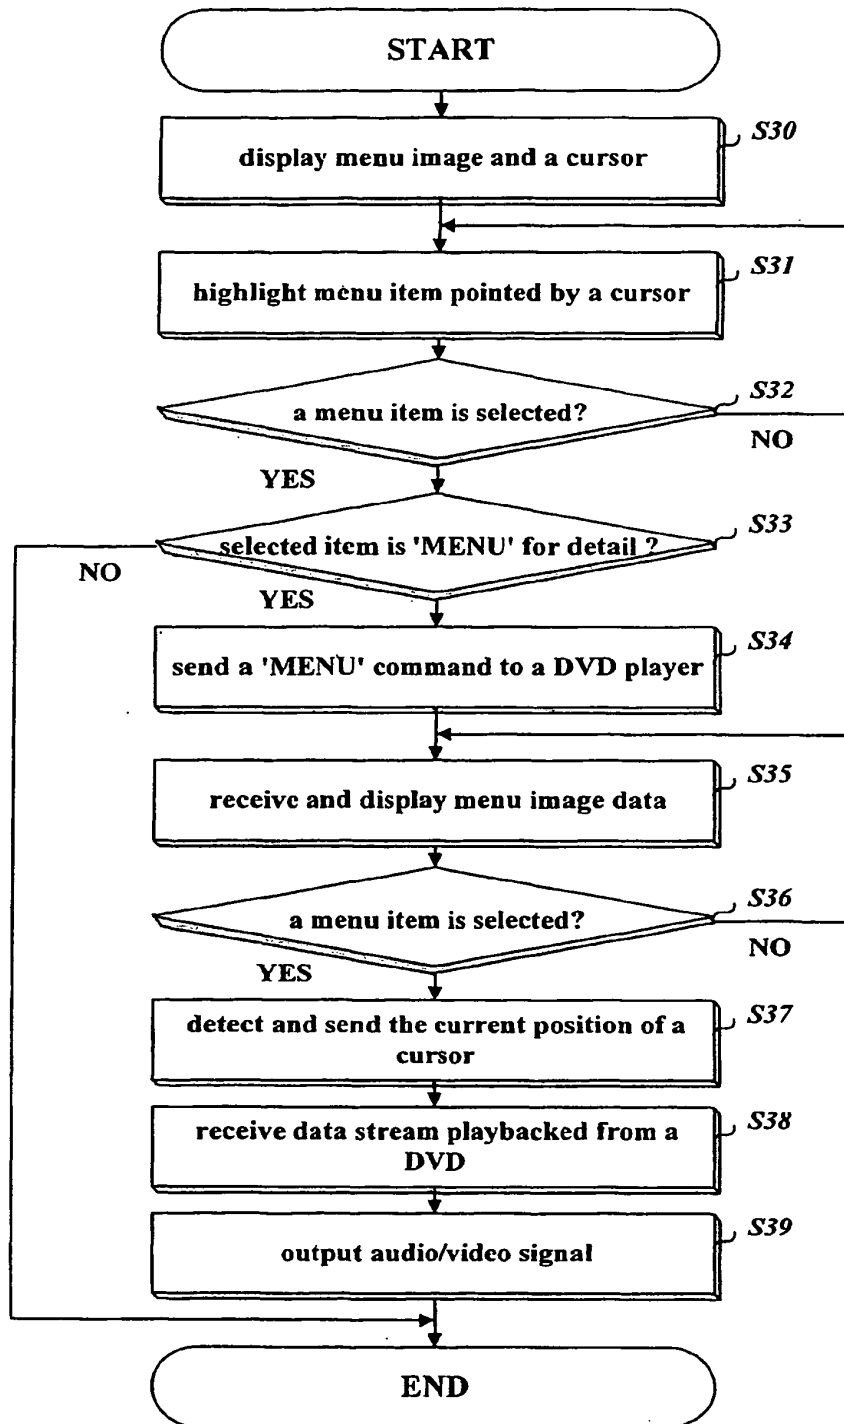 START
S30
display menu image and a cursor
S31
highlight menu item pointed by a cursor
S32
a menu item is selected?
NO
YES
S33
selected item is 'MENU' for detail ?
NO
YES
S34
send a 'MENU' command to a DVD player
S35
receive and display menu image data
S36
a menu item is selected?
NO
YES
S37
detect and send the current position of a
cursor
S38
receive data stream playbacked from a
DVD
S39
output audio/video signal
END